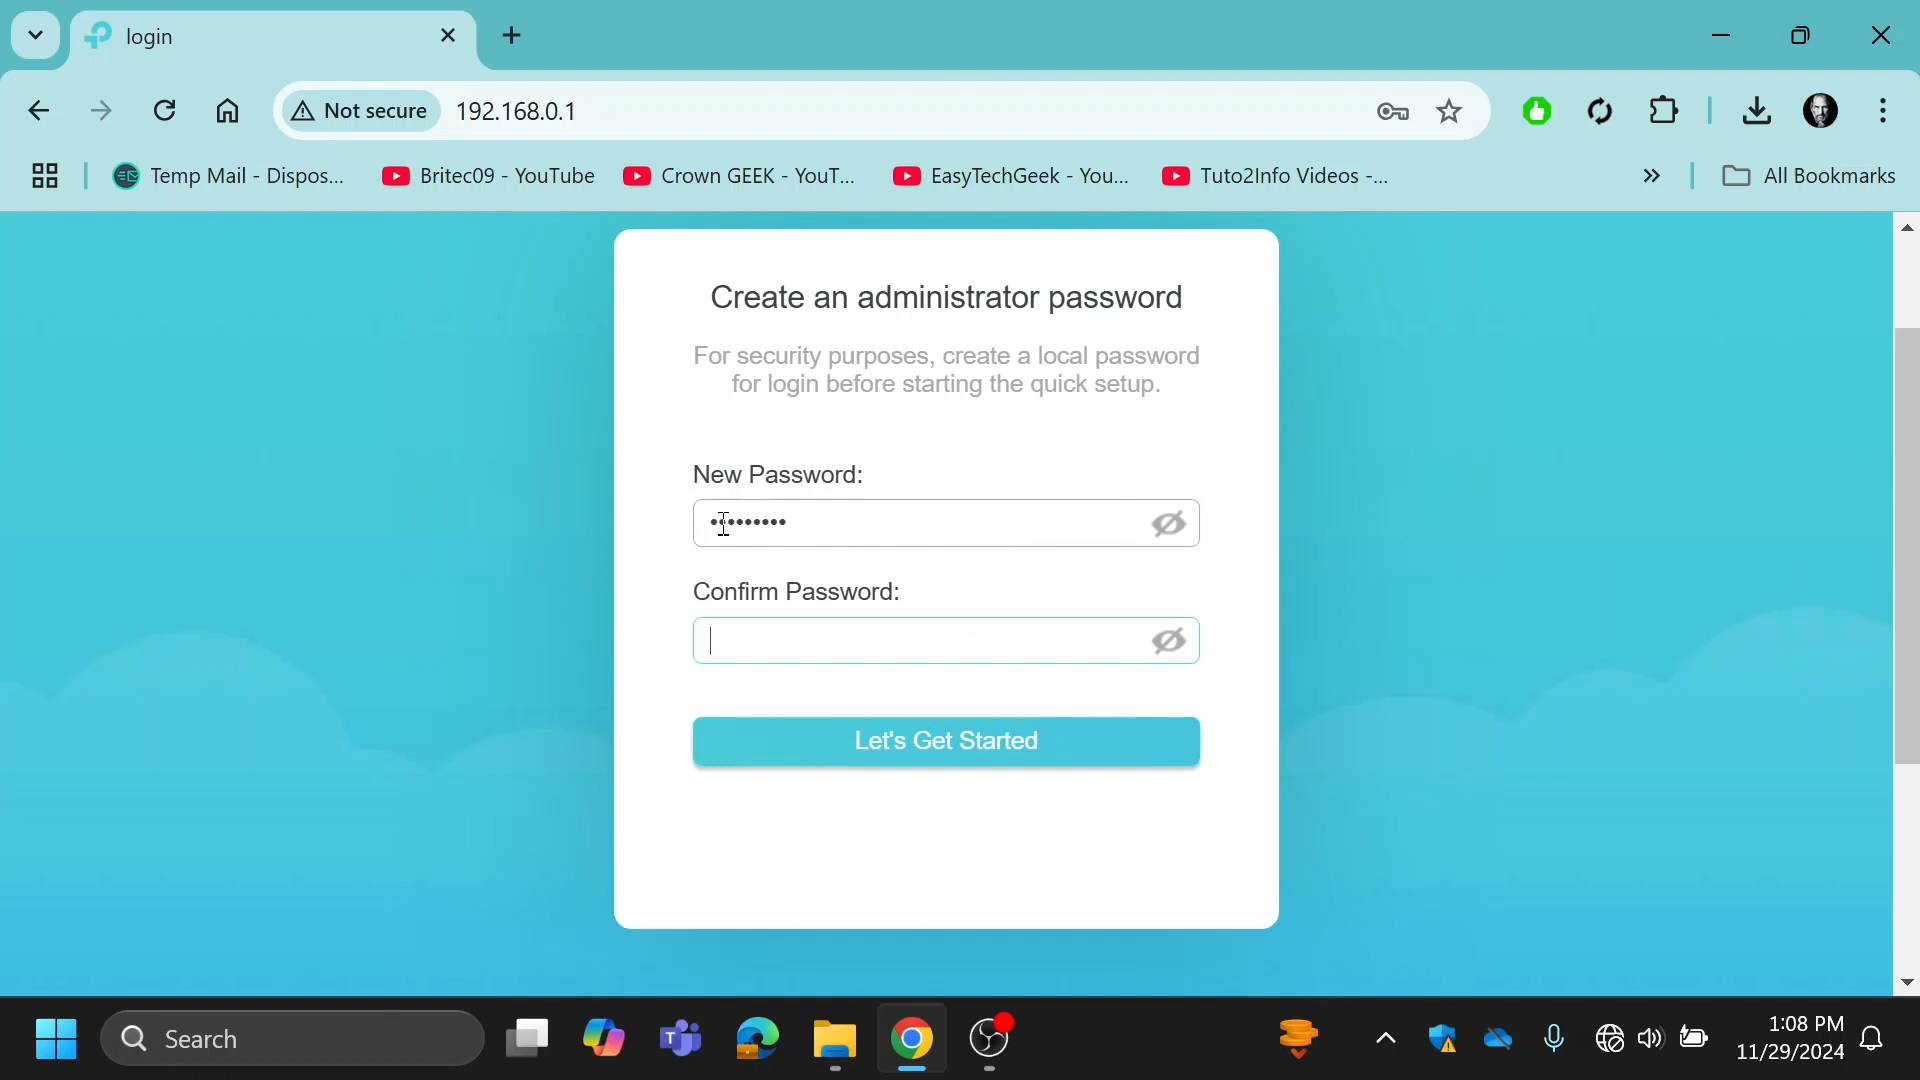 login
Not secure
192.168.0.1
Temp Mail - Dispos...
Britec09 - YouTube
Crown GEEK - YouT...
EasyTechGeek - You...
Tuto2Info Videos -...
»
All Bookmarks
Create an administrator password
For security purposes, create a local password
for login before starting the quick setup.
New Password:
•••••••••
Confirm Password:
Let's Get Started
Search
1:08 PM
11/29/2024